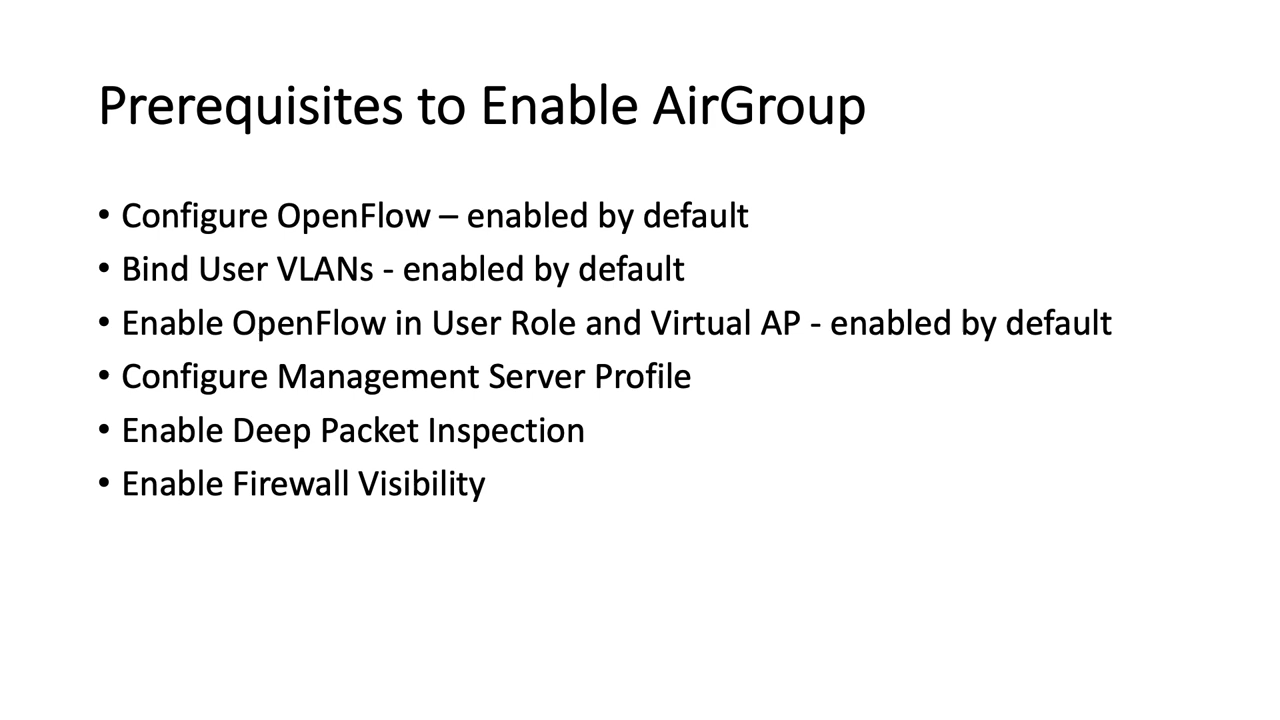 Prerequisites to Enable AirGroup
• Configure OpenFlow – enabled by default
• Bind User VLANs - enabled by default
• Enable OpenFlow in User Role and Virtual AP - enabled by default
• Configure Management Server Profile
• Enable Deep Packet Inspection
• Enable Firewall Visibility